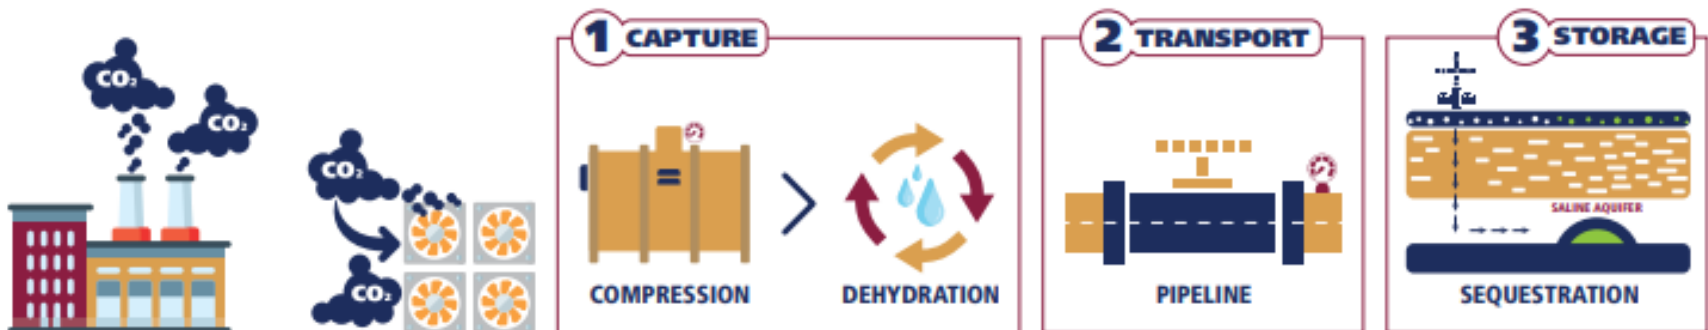 CO₂
CO₂
CO₂
CO₂
1 CAPTURE
COMPRESSION
DEHYDRATION
2 TRANSPORT
PIPELINE
3 STORAGE
SALINE AQUIFER
SEQUESTRATION